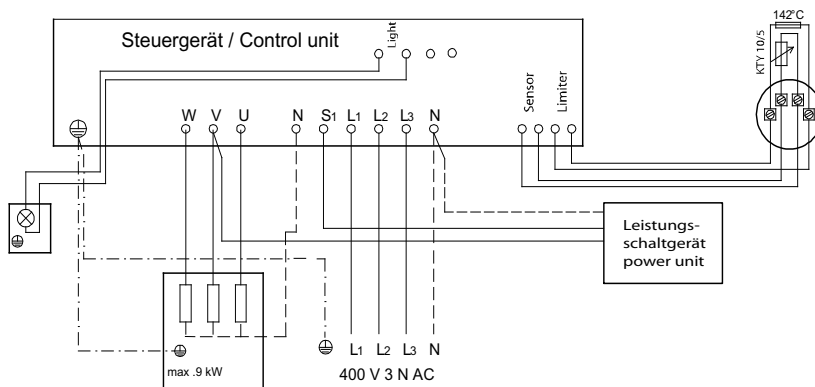 142°C
Steuergerät / Control unit
Light
KTY 10/5
Sensor
Limiter
W V U N S1 L1 L2 L3 N
Leistungs-
schaltgerät
power unit
max .9 kW
L1 L2 L3 N
400 V 3 N AC